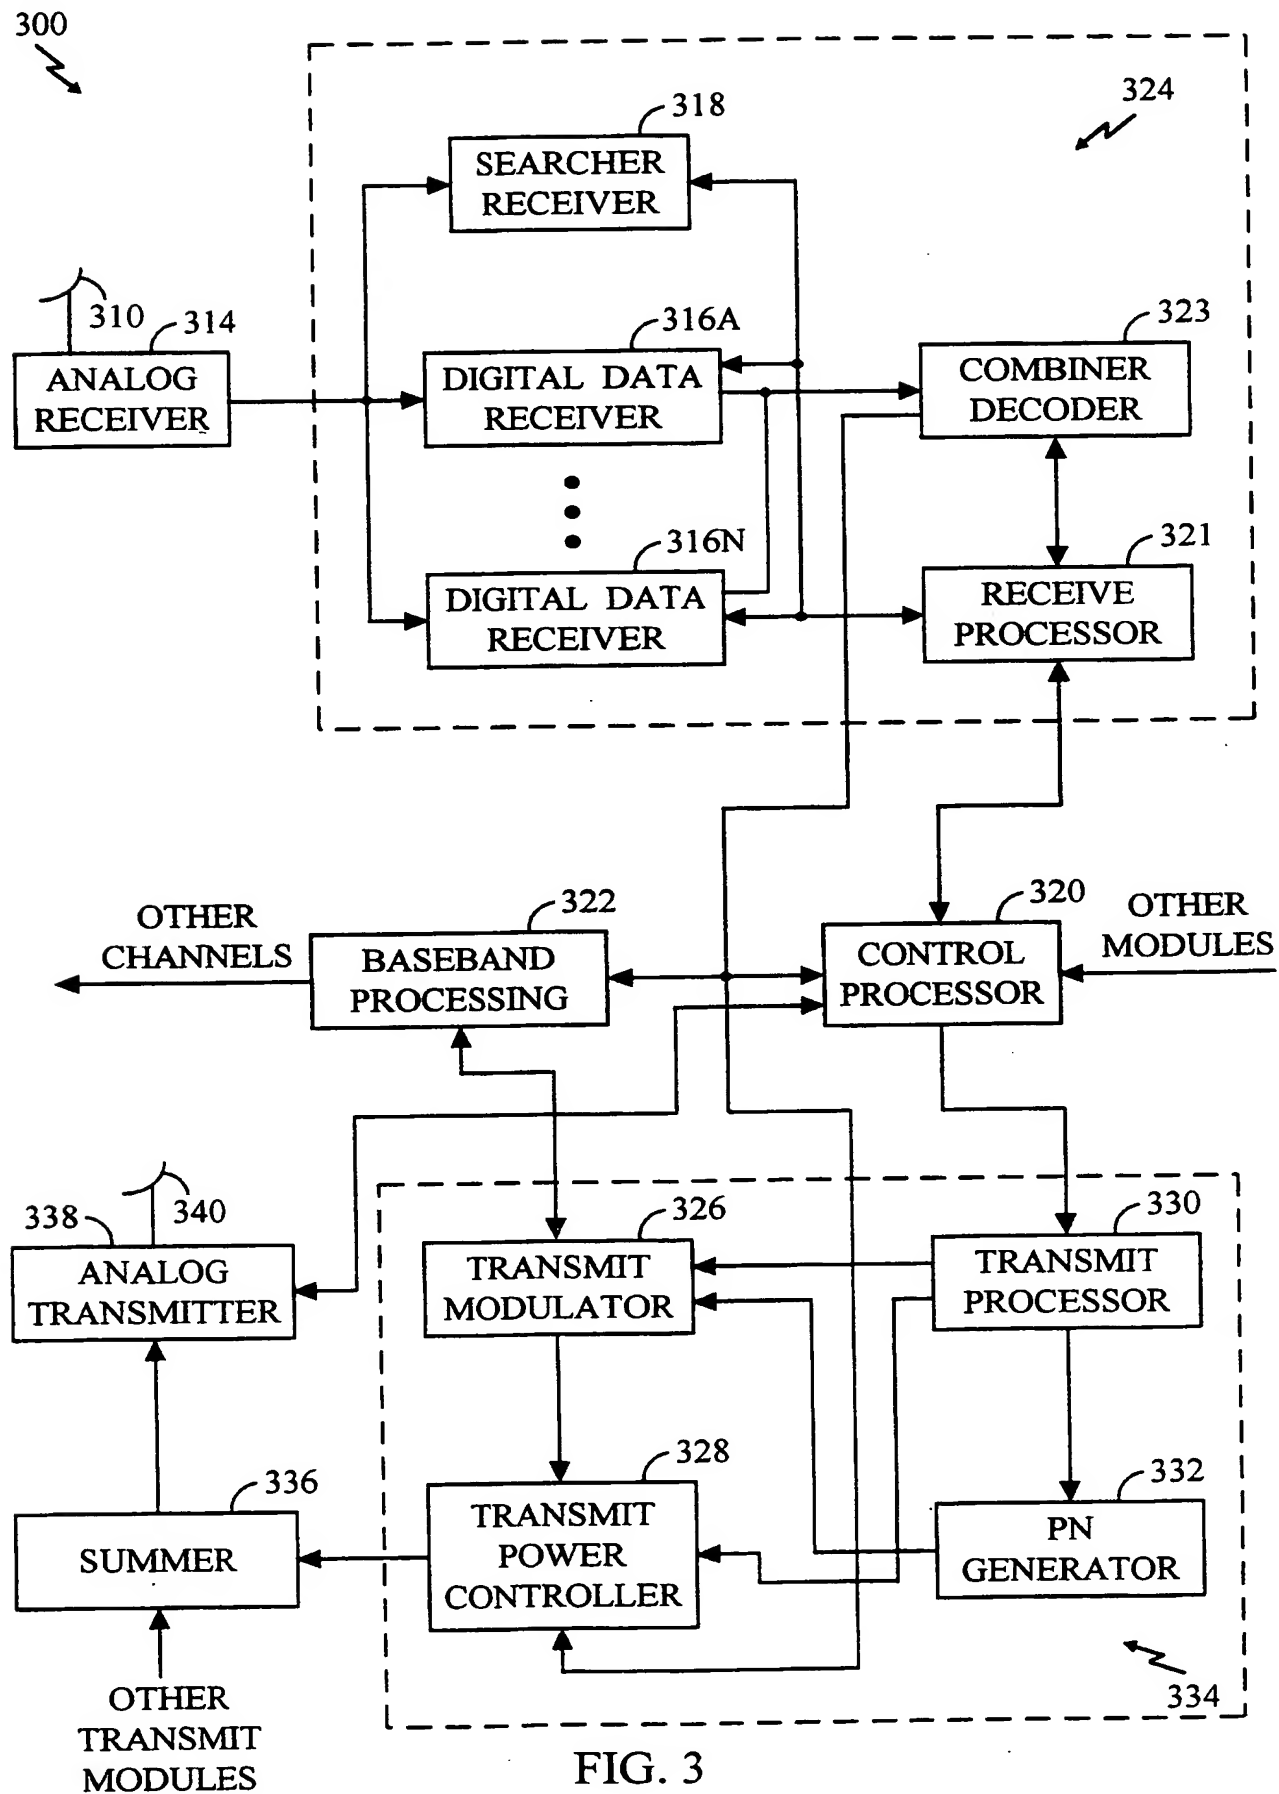 300
324
318
SEARCHER
RECEIVER
310
314
ANALOG
RECEIVER
316A
DIGITAL DATA
RECEIVER
323
COMBINER
DECODER
316N
DIGITAL DATA
RECEIVER
321
RECEIVE
PROCESSOR
OTHER
CHANNELS
322
BASEBAND
PROCESSING
320
CONTROL
PROCESSOR
OTHER
MODULES
338
340
ANALOG
TRANSMITTER
326
TRANSMIT
MODULATOR
330
TRANSMIT
PROCESSOR
336
SUMMER
328
TRANSMIT
POWER
CONTROLLER
332
PN
GENERATOR
334
OTHER
TRANSMIT
MODULES
FIG. 3